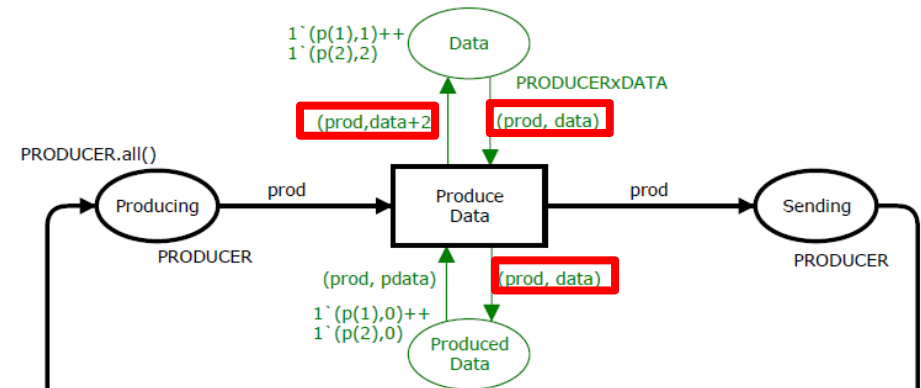 1`(p(1),1)++
1`(p(2),2)
Data
PRODUCERxDATA
(prod,data+2
(prod, data)
PRODUCER.all()
Producing
prod
Produce
Data
prod
Sending
PRODUCER
PRODUCER
(prod, pdata)
(prod, data)
1`(p(1),0)++
1`(p(2),0)
Produced
Data